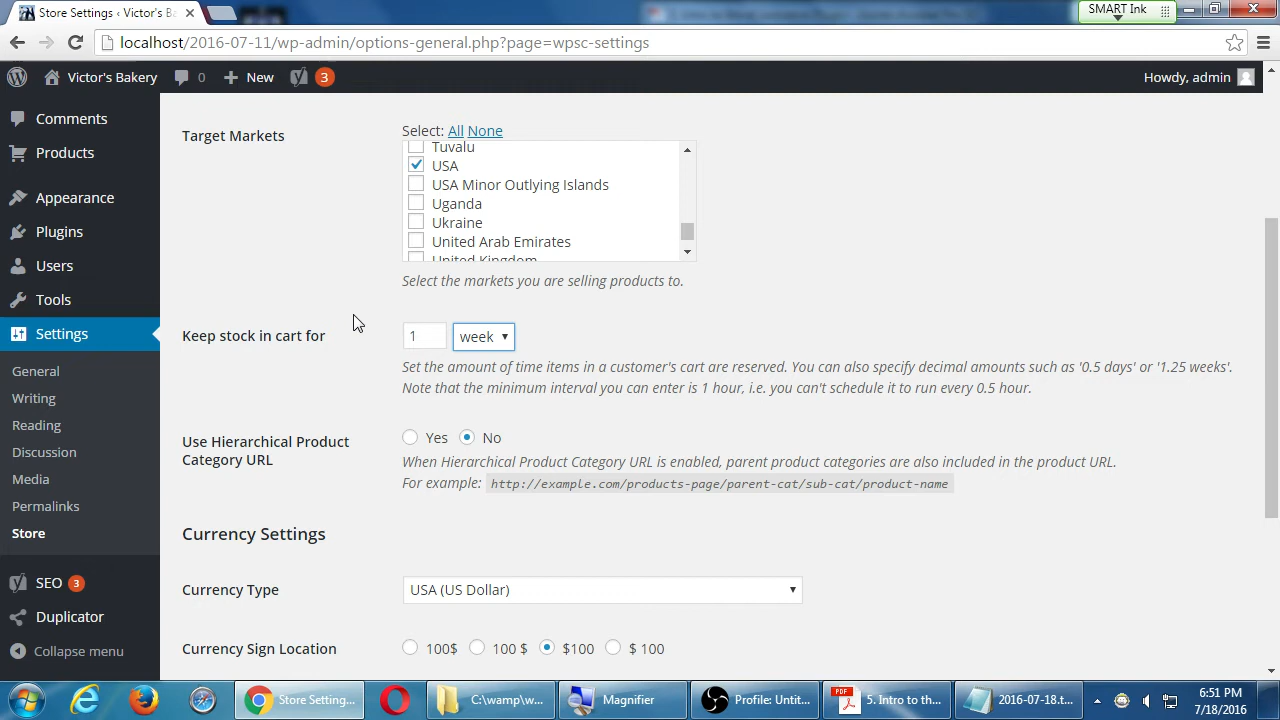 Store Settings ‹ Victor's Ba
SMART Ink
localhost/2016-07-11/wp-admin/options-general.php?page=wpsc-settings
Victor's Bakery 0 New 3 Howdy, admin
Comments
Products
Appearance
Plugins
Users
Tools
Settings
General
Writing
Reading
Discussion
Media
Permalinks
Store
SEO 3
Duplicator
Collapse menu
Target Markets
Select: All None
Tuvalu
USA
USA Minor Outlying Islands
Uganda
Ukraine
United Arab Emirates
United Kingdom
Select the markets you are selling products to.
Keep stock in cart for 1 week
Set the amount of time items in a customer's cart are reserved. You can also specify decimal amounts such as '0.5 days' or '1.25 weeks'.
Note that the minimum interval you can enter is 1 hour, i.e. you can't schedule it to run every 0.5 hour.
Use Hierarchical Product
Category URL
Yes No
When Hierarchical Product Category URL is enabled, parent product categories are also included in the product URL.
For example: http://example.com/products-page/parent-cat/sub-cat/product-name
Currency Settings
Currency Type USA (US Dollar)
Currency Sign Location 100$ 100 $ $100 $ 100
Store Setting... C:\wamp\w... Magnifier Profile: Untit... PDF 5. Intro to th... 2016-07-18.t...
6:51 PM
7/18/2016